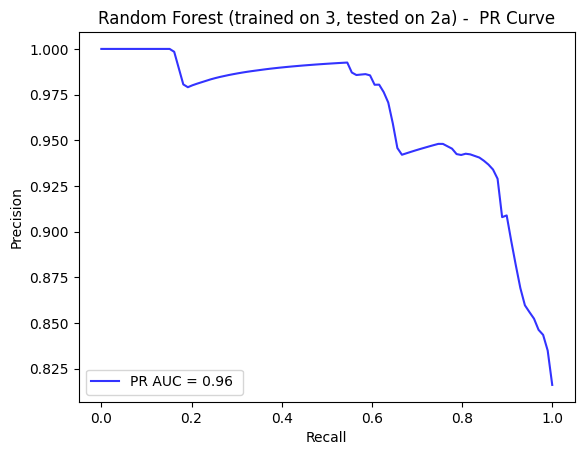 Random Forest (trained on 3, tested on 2a) -  PR Curve
1.000
0.975
0.950
0.925
0.900
0.875
0.850
0.825
Precision
PR AUC = 0.96
0.0 0.2 0.4 0.6 0.8 1.0
Recall